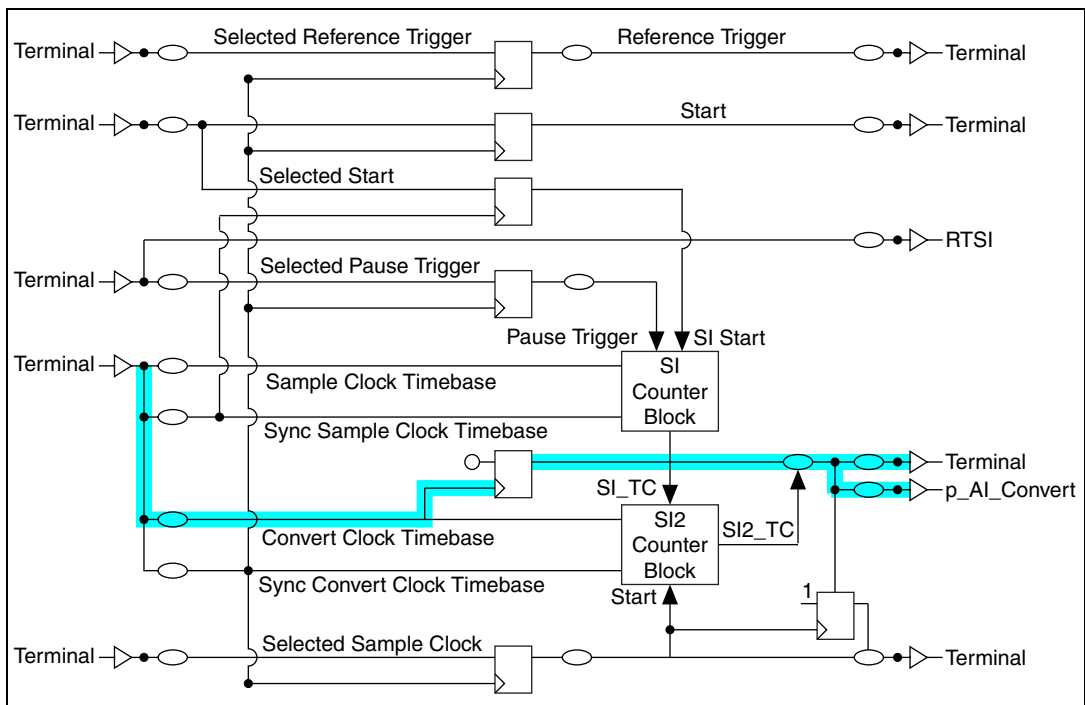 Terminal
Selected Reference Trigger
Reference Trigger
Terminal
Terminal
Start
Terminal
Selected Start
RTSI
Terminal
Selected Pause Trigger
Pause Trigger
SI Start
Terminal
Sample Clock Timebase
SI
Counter
Block
Sync Sample Clock Timebase
Terminal
SI_TC
p_AI_Convert
Convert Clock Timebase
SI2
Counter
Block
SI2_TC
Sync Convert Clock Timebase
Start
1
Terminal
Selected Sample Clock
Terminal